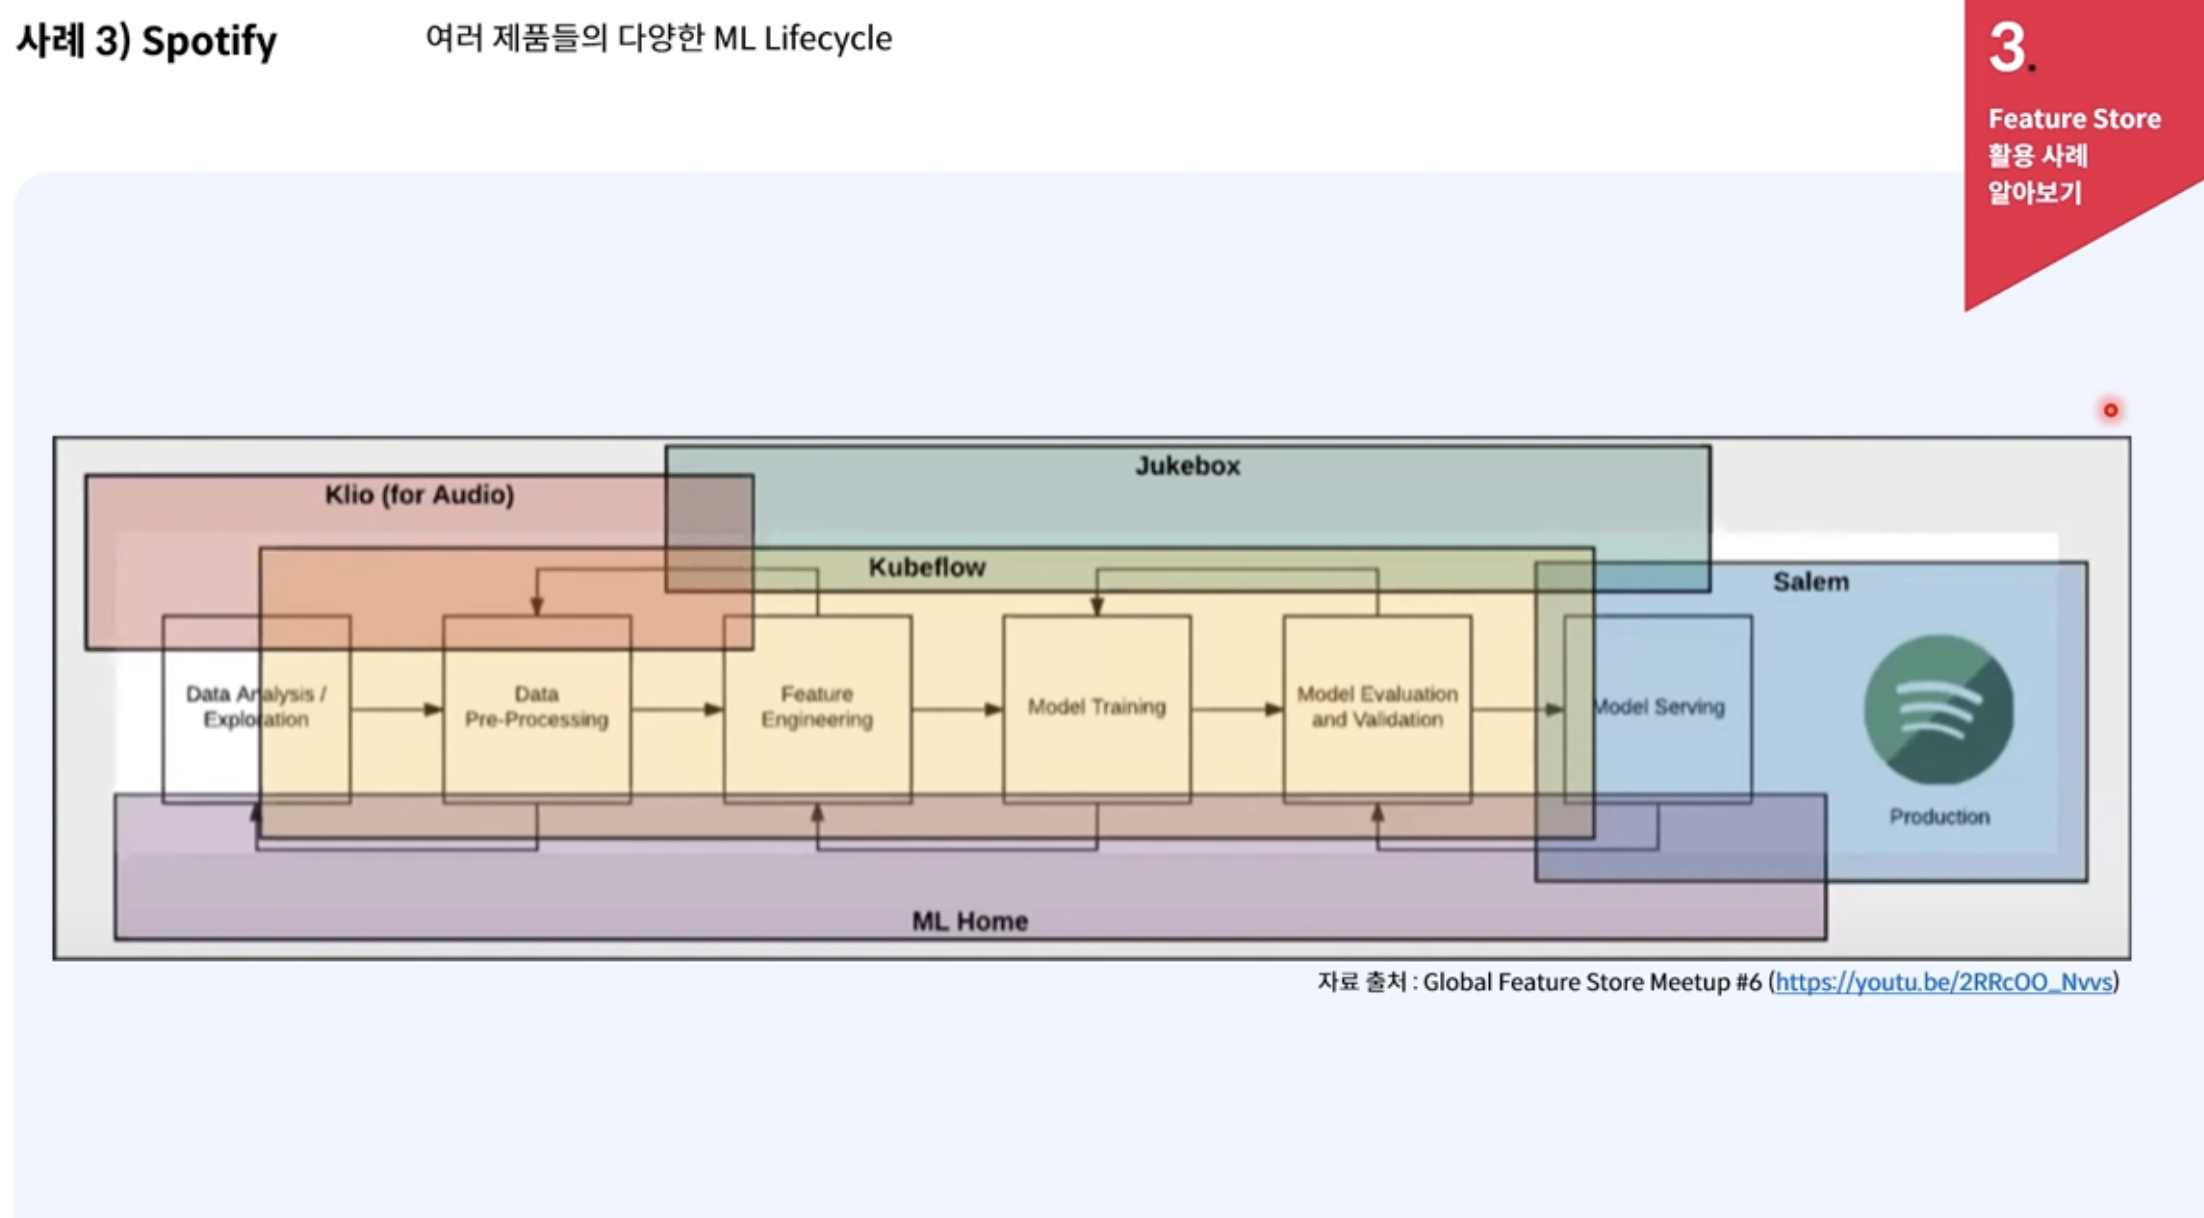 사례 3) Spotify
여러 제품들의 다양한 ML Lifecycle
3.
Feature Store
활용 사례
알아보기
Jukebox
Klio (for Audio)
Kubeflow
Salem
Data Analysis /
Exploration
Data
Pre-Processing
Feature
Engineering
Model Training
Model Evaluation
and Validation
Model Serving
Production
ML Home
자료 출처 : Global Feature Store Meetup #6 (https://youtu.be/2RRcOO_Nvvs)